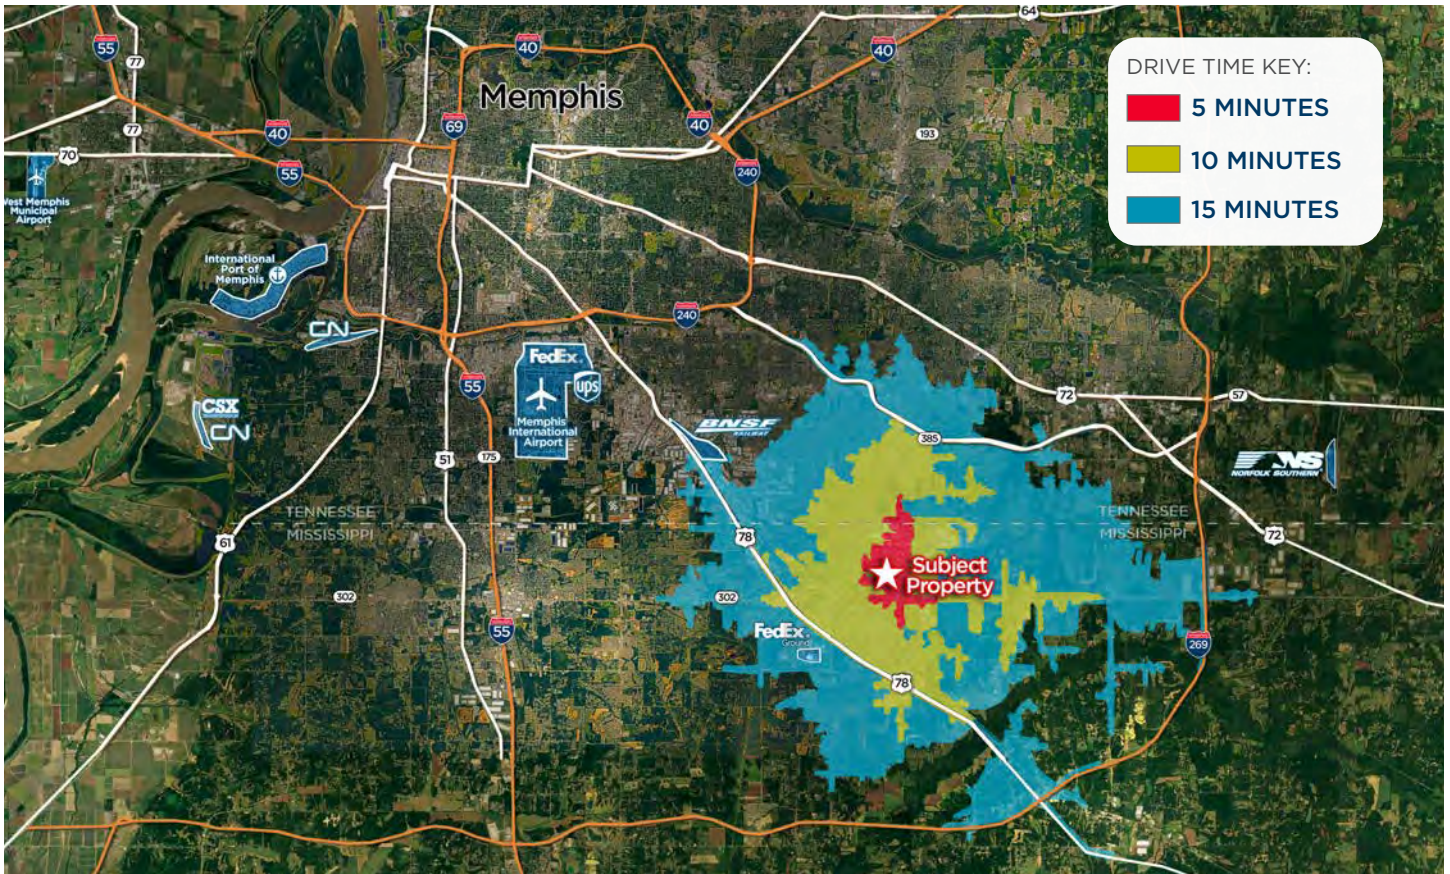 64
55
77
40
40
DRIVE TIME KEY:
5 MINUTES
10 MINUTES
15 MINUTES
Memphis
77
40
69
40
193
70
55
240
West Memphis
Municipal
Airport
International
Port of
Memphis
240
CN
FedEx
ups
Memphis
International
Airport
55
72
57
CSX
CN
BNSF
RAILWAY
385
51
175
NS
NORFOLK SOUTHERN
TENNESSEE
MISSISSIPPI
TENNESSEE
MISSISSIPPI
61
78
72
Subject
Property
302
302
55
FedEx
Ground
269
78